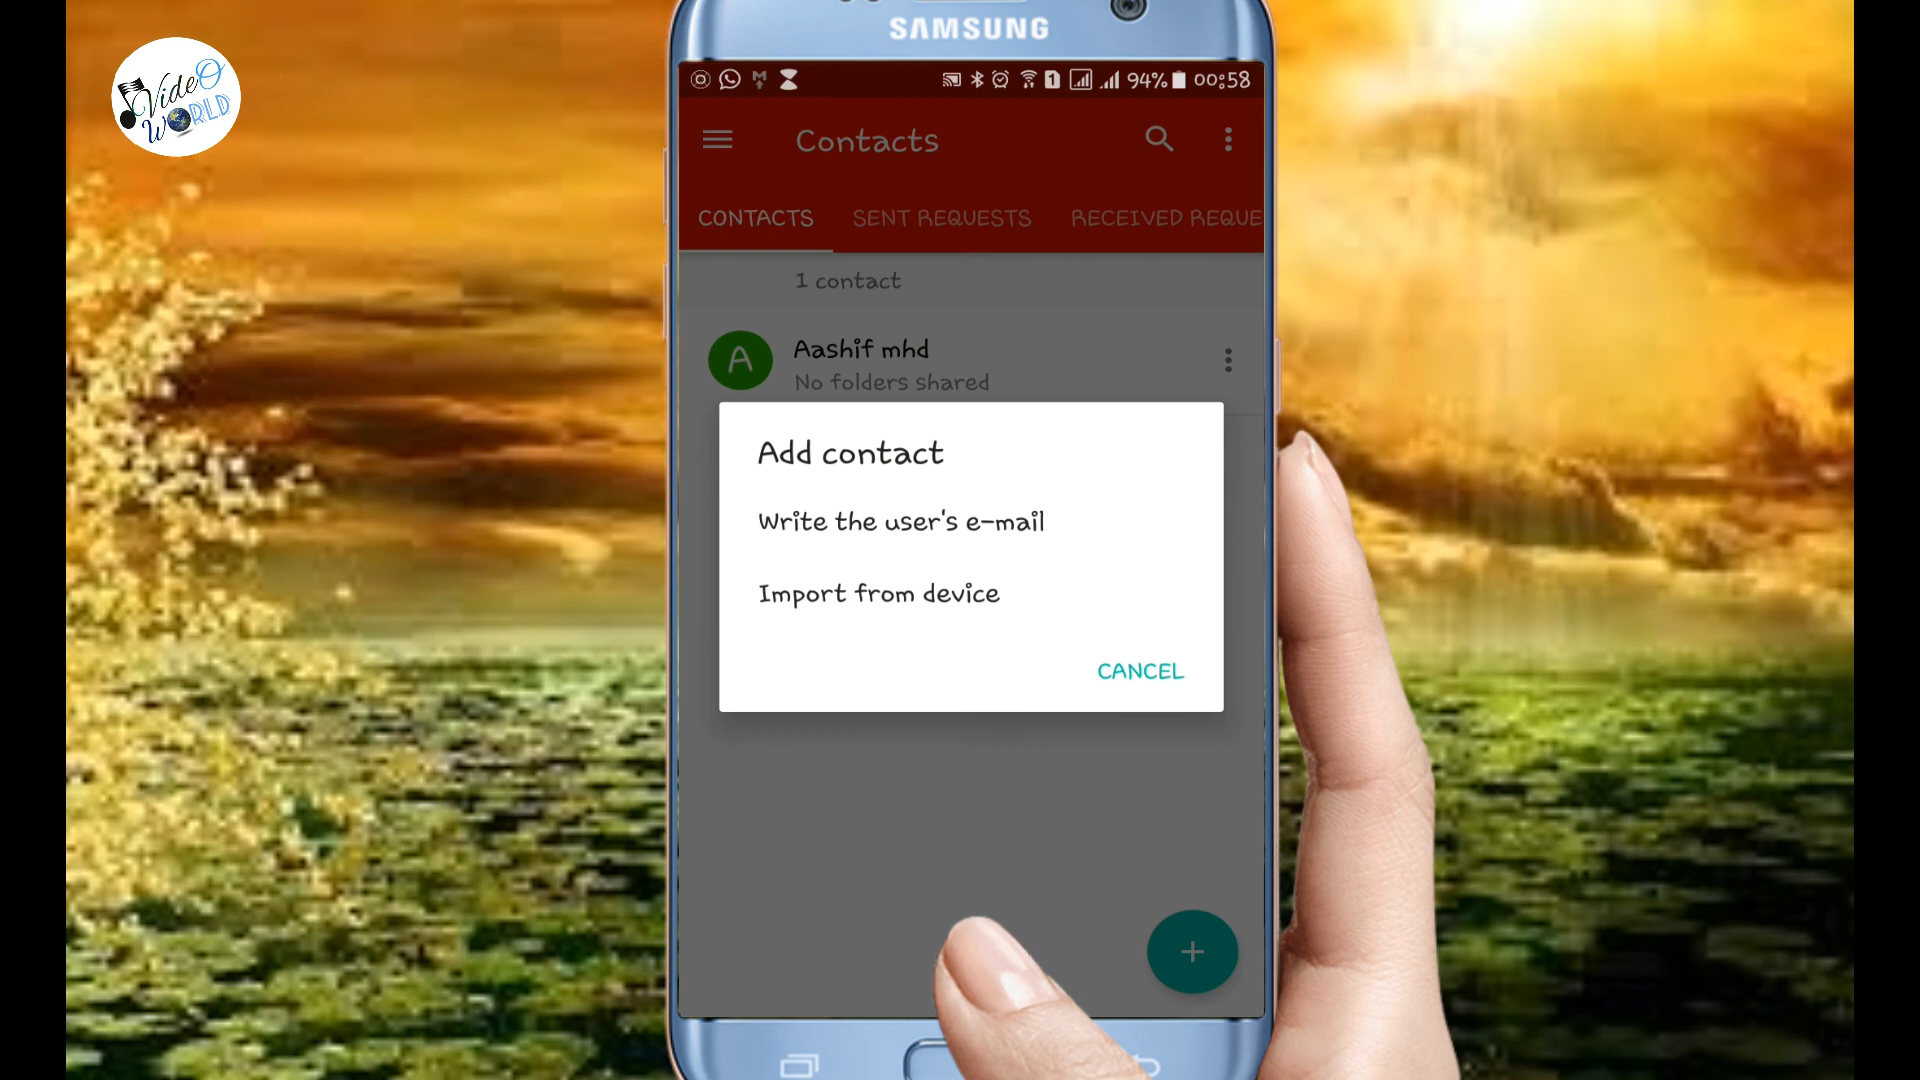 VideO
WORLD
SAMSUNG
1 94% 00:58
Contacts
CONTACTS SENT REQUESTS RECEIVED REQUE
1 contact
A
Aashif mhd
No folders shared
Add contact
Write the user's e-mail
Import from device
CANCEL